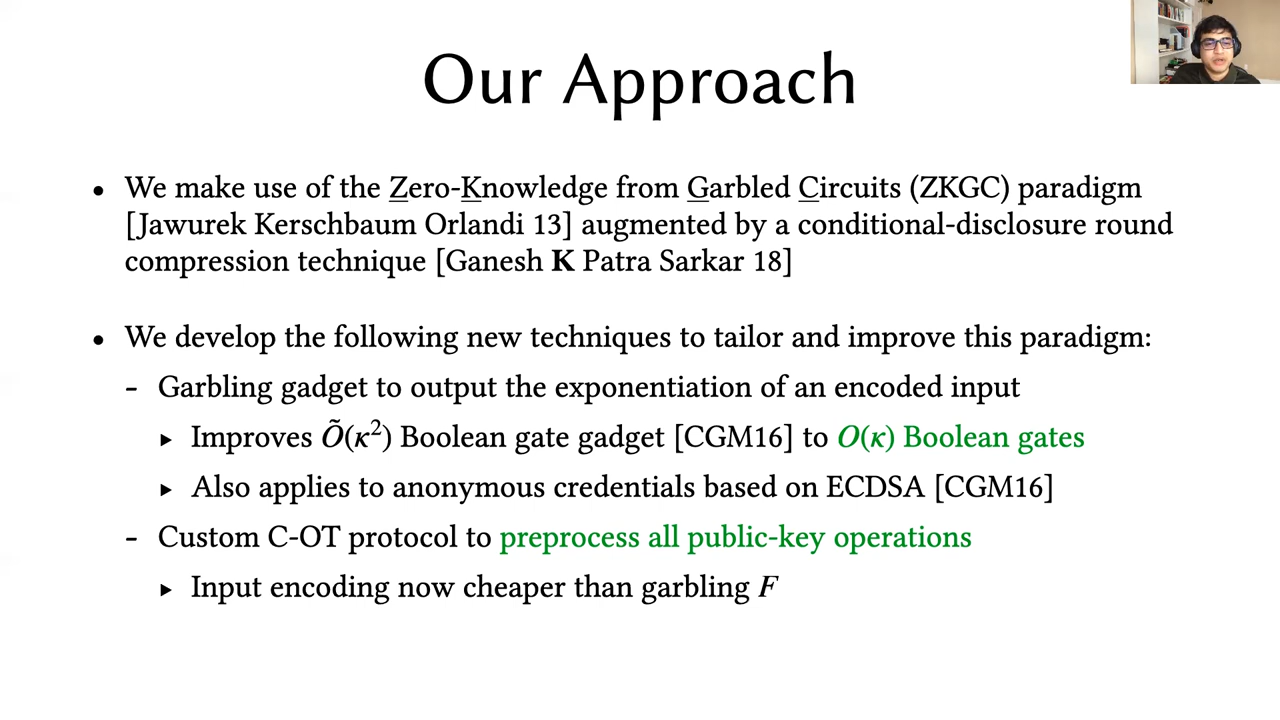 Our Approach
• We make use of the Zero-Knowledge from Garbled Circuits (ZKGC) paradigm
[Jawurek Kerschbaum Orlandi 13] augmented by a conditional-disclosure round
compression technique [Ganesh K Patra Sarkar 18]
• We develop the following new techniques to tailor and improve this paradigm:
- Garbling gadget to output the exponentiation of an encoded input
▸ Improves Õ(κ²) Boolean gate gadget [CGM16] to O(κ) Boolean gates
▸ Also applies to anonymous credentials based on ECDSA [CGM16]
- Custom C-OT protocol to preprocess all public-key operations
▸ Input encoding now cheaper than garbling F